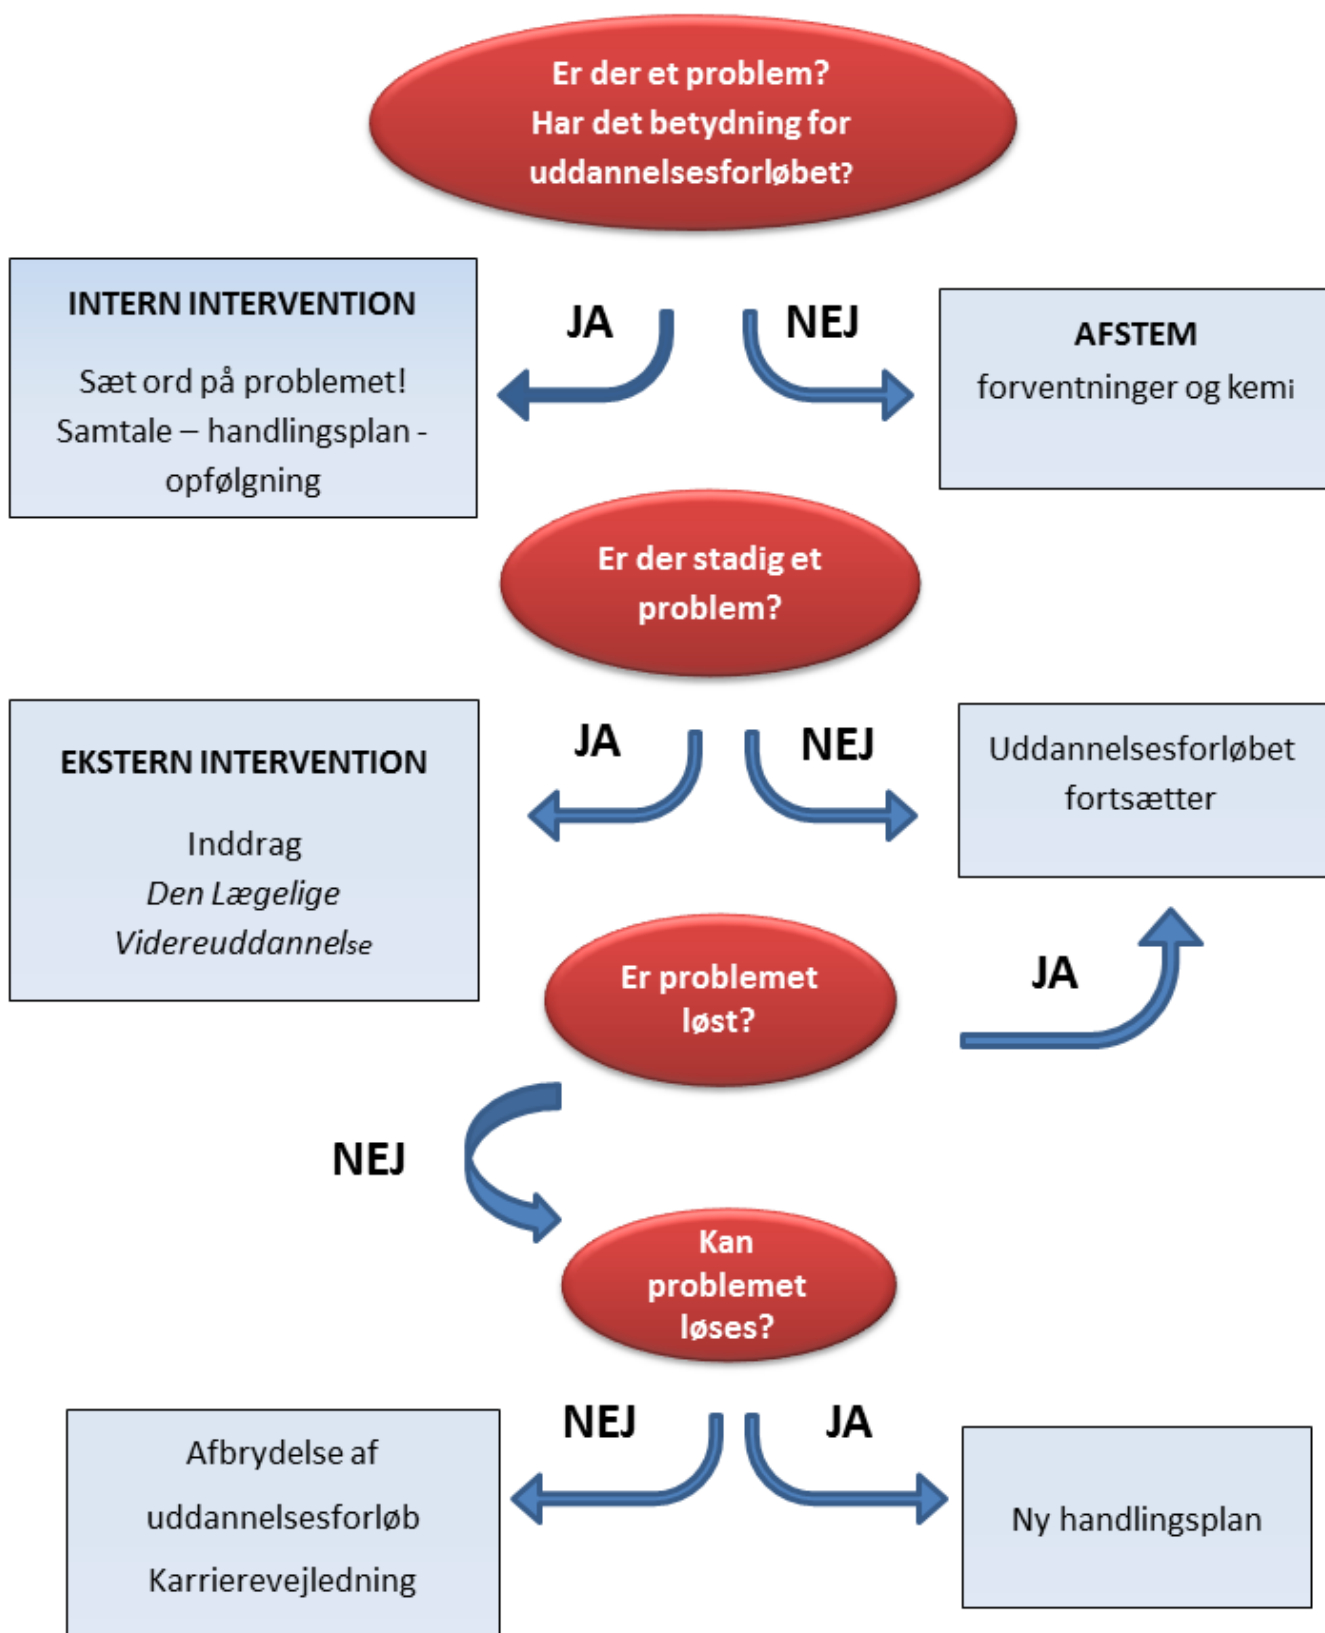 Er der et problem?
Har det betydning for
uddannelsesforløbet?
INTERN INTERVENTION
Sæt ord på problemet!
Samtale – handlingsplan -
opfølgning
JA
NEJ
AFSTEM
forventninger og kemi
Er der stadig et
problem?
EKSTERN INTERVENTION
Inddrag
Den Lægelige
Videreuddannelse
JA
NEJ
Uddannelsesforløbet
fortsætter
Er problemet
løst?
JA
NEJ
Kan
problemet
løses?
NEJ
JA
Afbrydelse af
uddannelsesforløb
Karrierevejledning
Ny handlingsplan